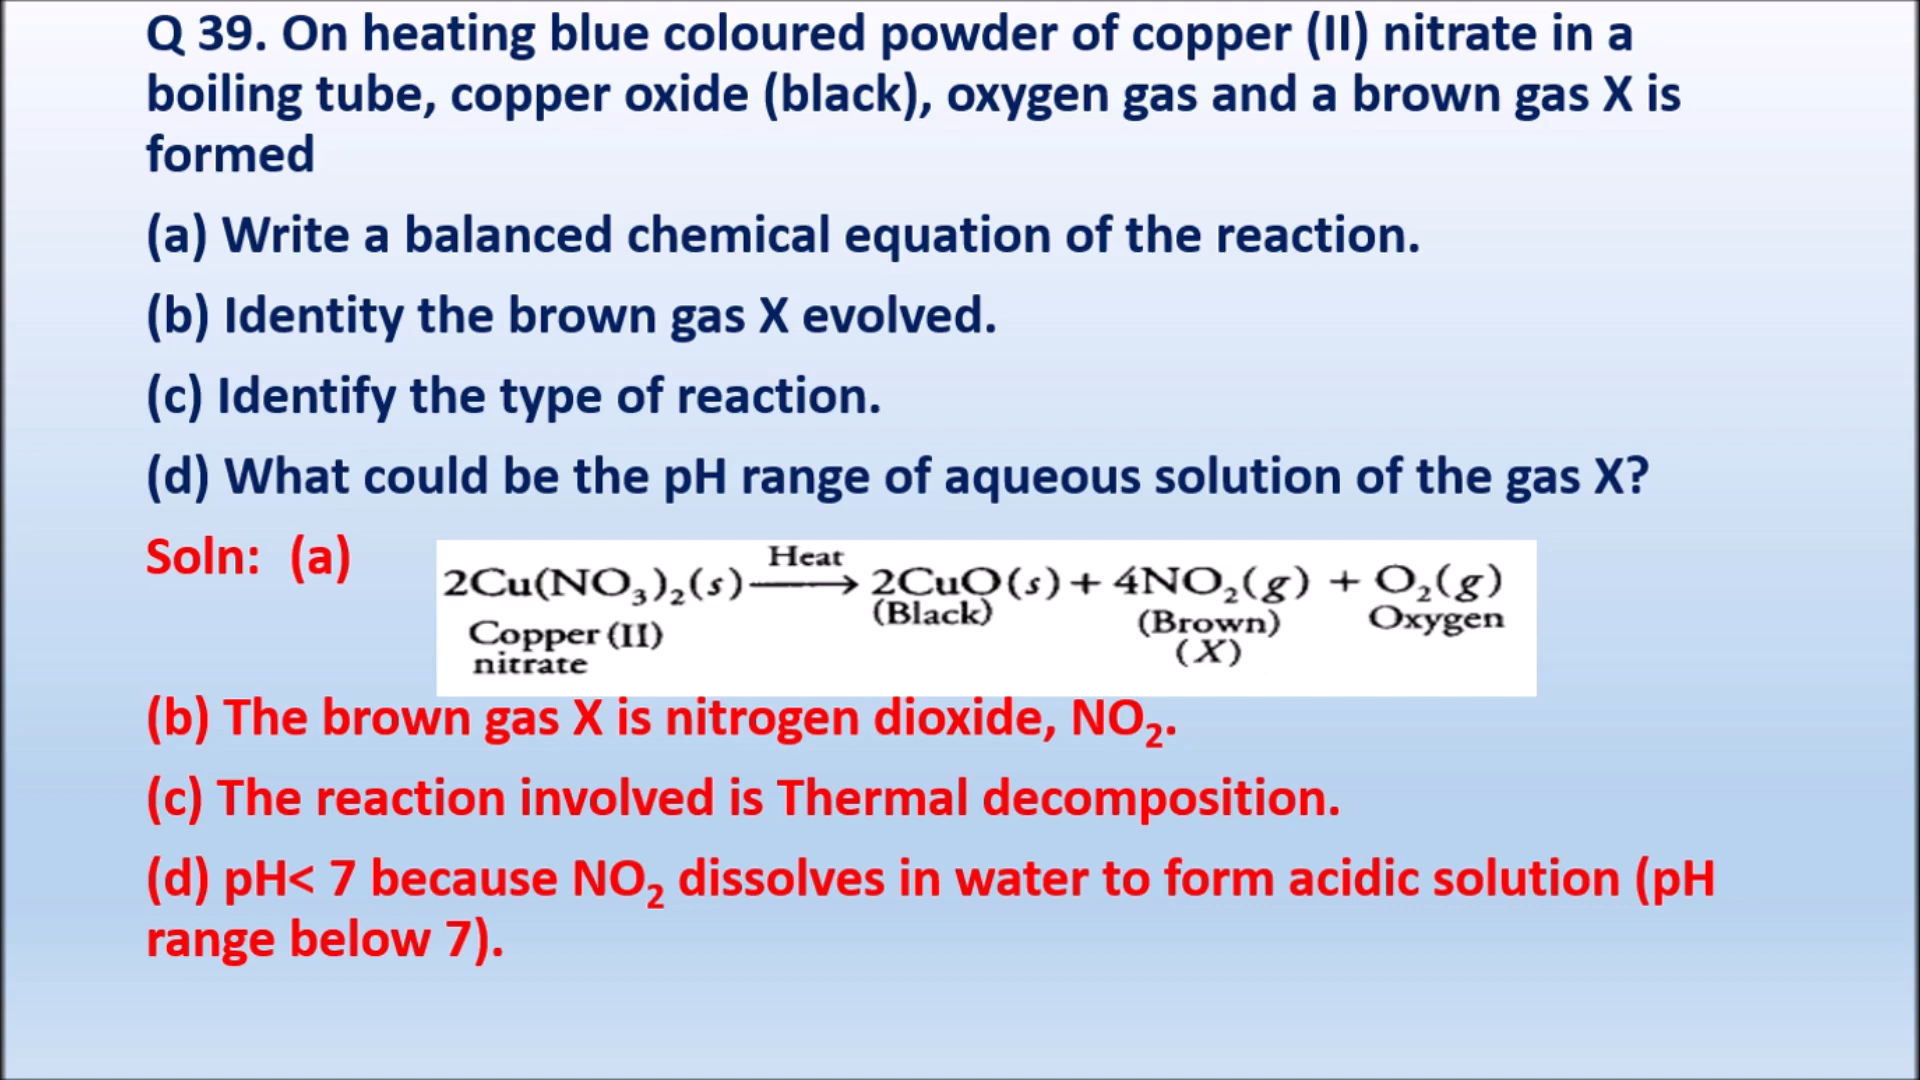 Q 39. On heating blue coloured powder of copper (II) nitrate in a
boiling tube, copper oxide (black), oxygen gas and a brown gas X is
formed
(a) Write a balanced chemical equation of the reaction.
(b) Identity the brown gas X evolved.
(c) Identify the type of reaction.
(d) What could be the pH range of aqueous solution of the gas X?
Soln: (a)
Heat
2Cu(NO₃)₂(s) ⟶ 2CuO(s) + 4NO₂(g) + O₂(g)
Copper (II) (Black) (Brown) Oxygen
nitrate (X)
(b) The brown gas X is nitrogen dioxide, NO₂.
(c) The reaction involved is Thermal decomposition.
(d) pH< 7 because NO₂ dissolves in water to form acidic solution (pH
range below 7).